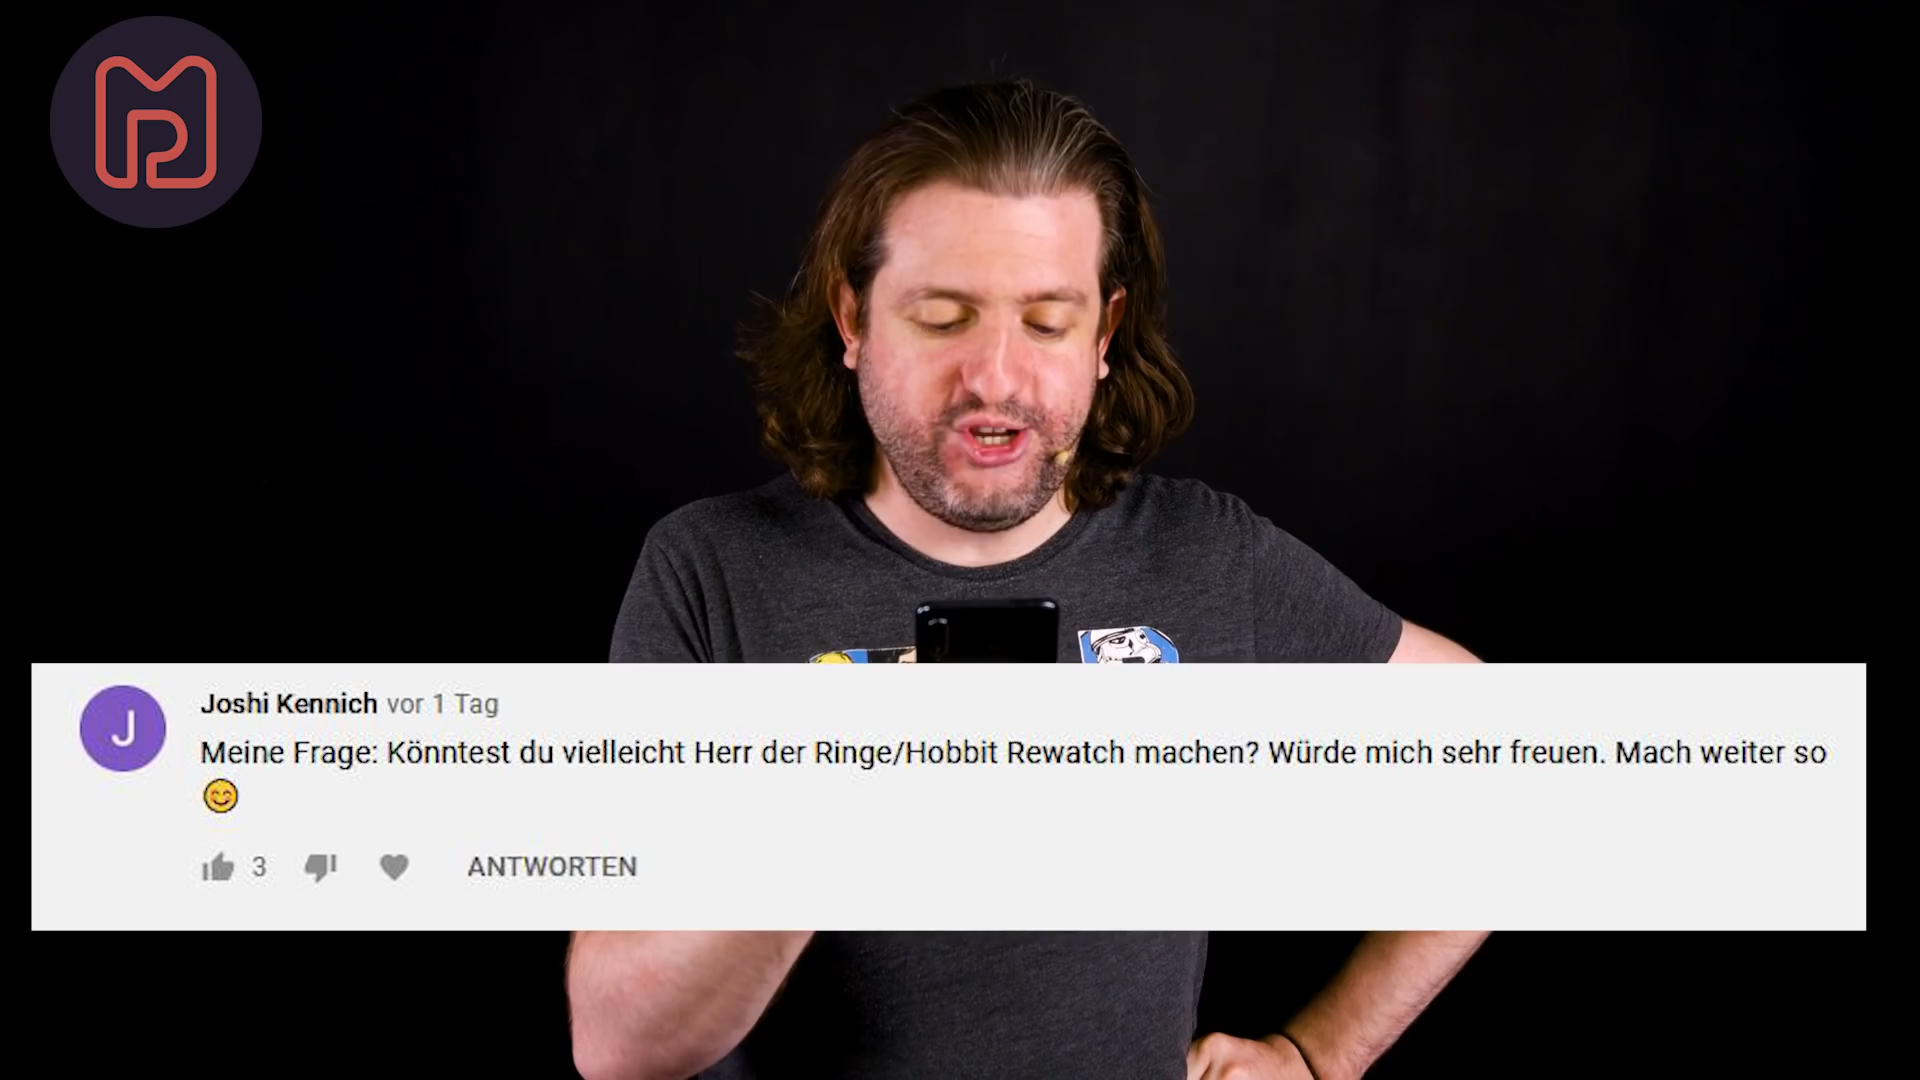 MP
J
Joshi Kennich vor 1 Tag
Meine Frage: Könntest du vielleicht Herr der Ringe/Hobbit Rewatch machen? Würde mich sehr freuen. Mach weiter so
😊
3 ANTWORTEN